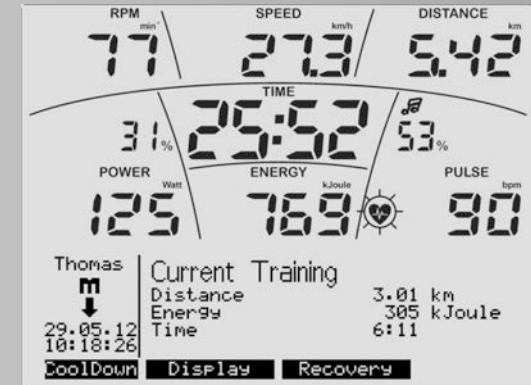 RPM SPEED DISTANCE
min⁻¹ km/h km
77 27.3 5.42
TIME
31% 25:52 53%
POWER ENERGY PULSE
Watt kJoule bpm
125 769 90
Thomas
m
29.05.12
10:18:26
Current Training
Distance 3.01 km
Energy 305 kJoule
Time 6:11
CoolDown Display Recovery